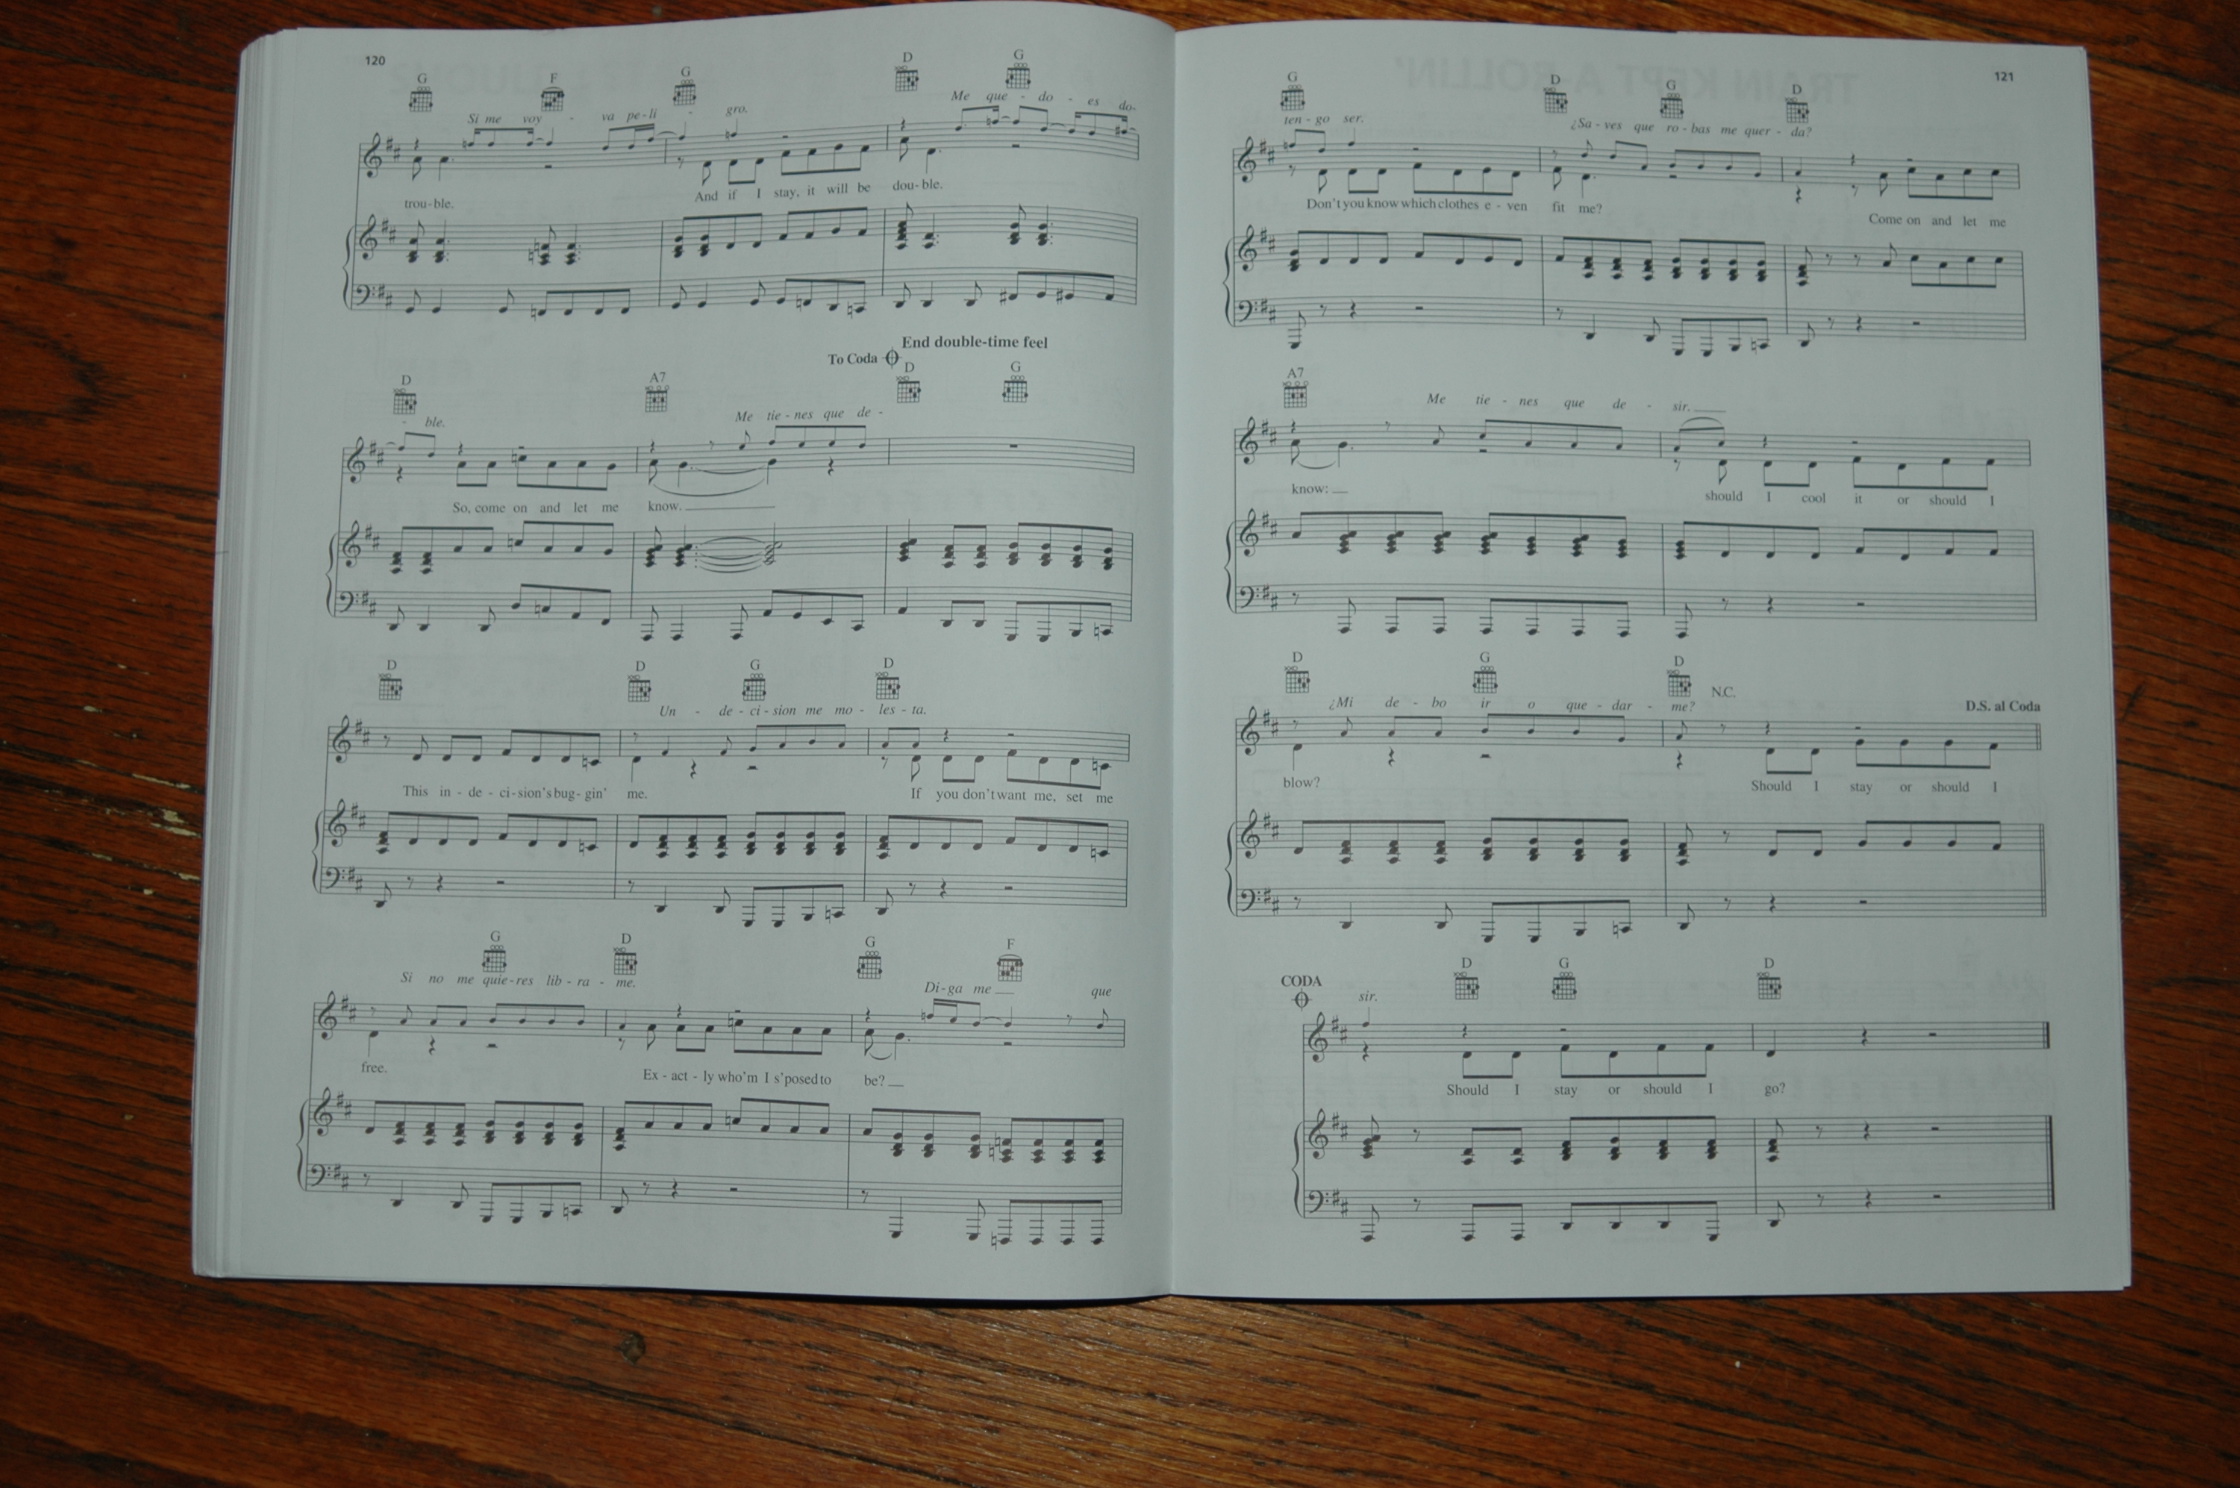 120
G F G D G
Si me voy - va pe - li - gro. Me que - do - es do-
trou - ble. And if I stay, it will be dou - ble.
To Coda End double-time feel
D A7 D G
- ble. Me tie - nes que de -
So, come on and let me know.
D D G D
Un - de - ci - sion me mo - les - ta.
This in - de - ci - sion's bug - gin' me. If you don't want me, set me
G D G F
Si no me quie - res lib - ra - me. Di - ga me que
free. Ex - act - ly who'm I s'posed to be?
121
G D G D
ten - go ser. ¿Sa - ves que ro - bas me quer - da?
Don't you know which clothes e - ven fit me? Come on and let me
A7
Me tie - nes que de - sir.
know: should I cool it or should I
D G D N.C.
¿Mi de - bo ir o que - dar - me? D.S. al Coda
blow? Should I stay or should I
CODA D G D
sir.
Should I stay or should I go?